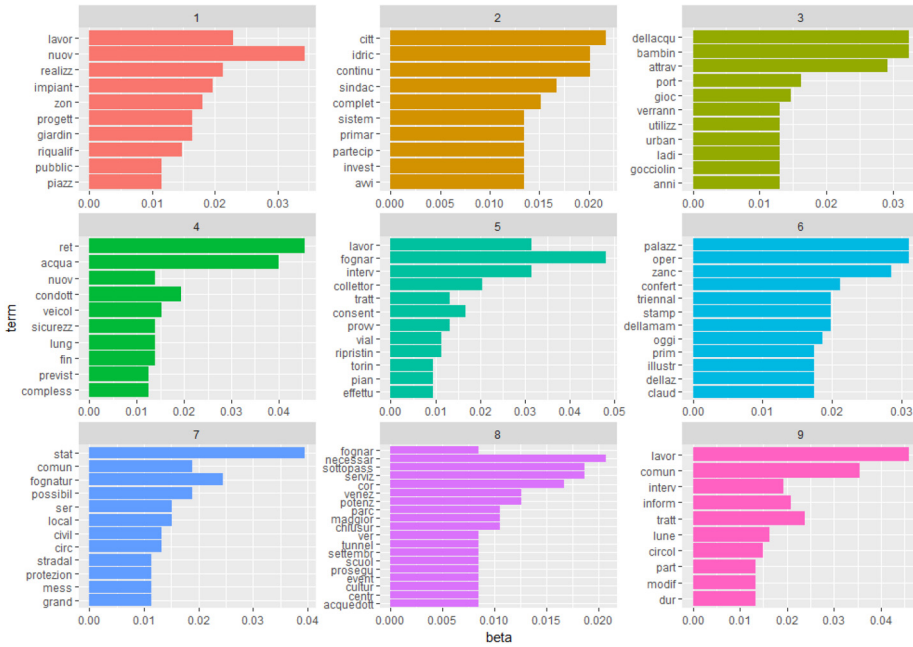 1
lavor
nuov
realizz
impiant
zon
progett
giardin
riqualif
pubblic
piazz
0.00 0.01 0.02 0.03
2
citt
idric
continu
sindac
complet
sistem
primar
partecip
invest
avvi
0.000 0.005 0.010 0.015 0.020
3
dellacqu
bambin
attrav
port
gioc
verrann
utilizz
urban
ladi
gocciolin
anni
0.00 0.01 0.02 0.03
term
4
ret
acqua
nuov
condott
veicol
sicurezz
lung
fin
previst
compless
0.00 0.01 0.02 0.03 0.04
5
lavor
fognar
interv
collettor
tratt
consent
provv
vial
ripristin
torin
pian
effettu
0.00 0.01 0.02 0.03 0.04 0.05
6
palazz
oper
zanc
confert
triennal
stamp
dellamam
oggi
prim
illustr
dellaz
claud
0.00 0.01 0.02 0.03
7
stat
comun
fognatur
possibil
ser
local
civil
circ
stradal
protezion
mess
grand
0.00 0.01 0.02 0.03 0.04
8
fognar
necessar
sottopass
serviz
cor
venez
potenz
parc
maggior
chiusur
ver
tunnel
settembr
scuol
prosegu
event
cultur
centr
acquedott
0.000 0.005 0.010 0.015 0.020
9
lavor
comun
interv
inform
tratt
lune
circol
part
modif
dur
0.00 0.01 0.02 0.03 0.04
beta